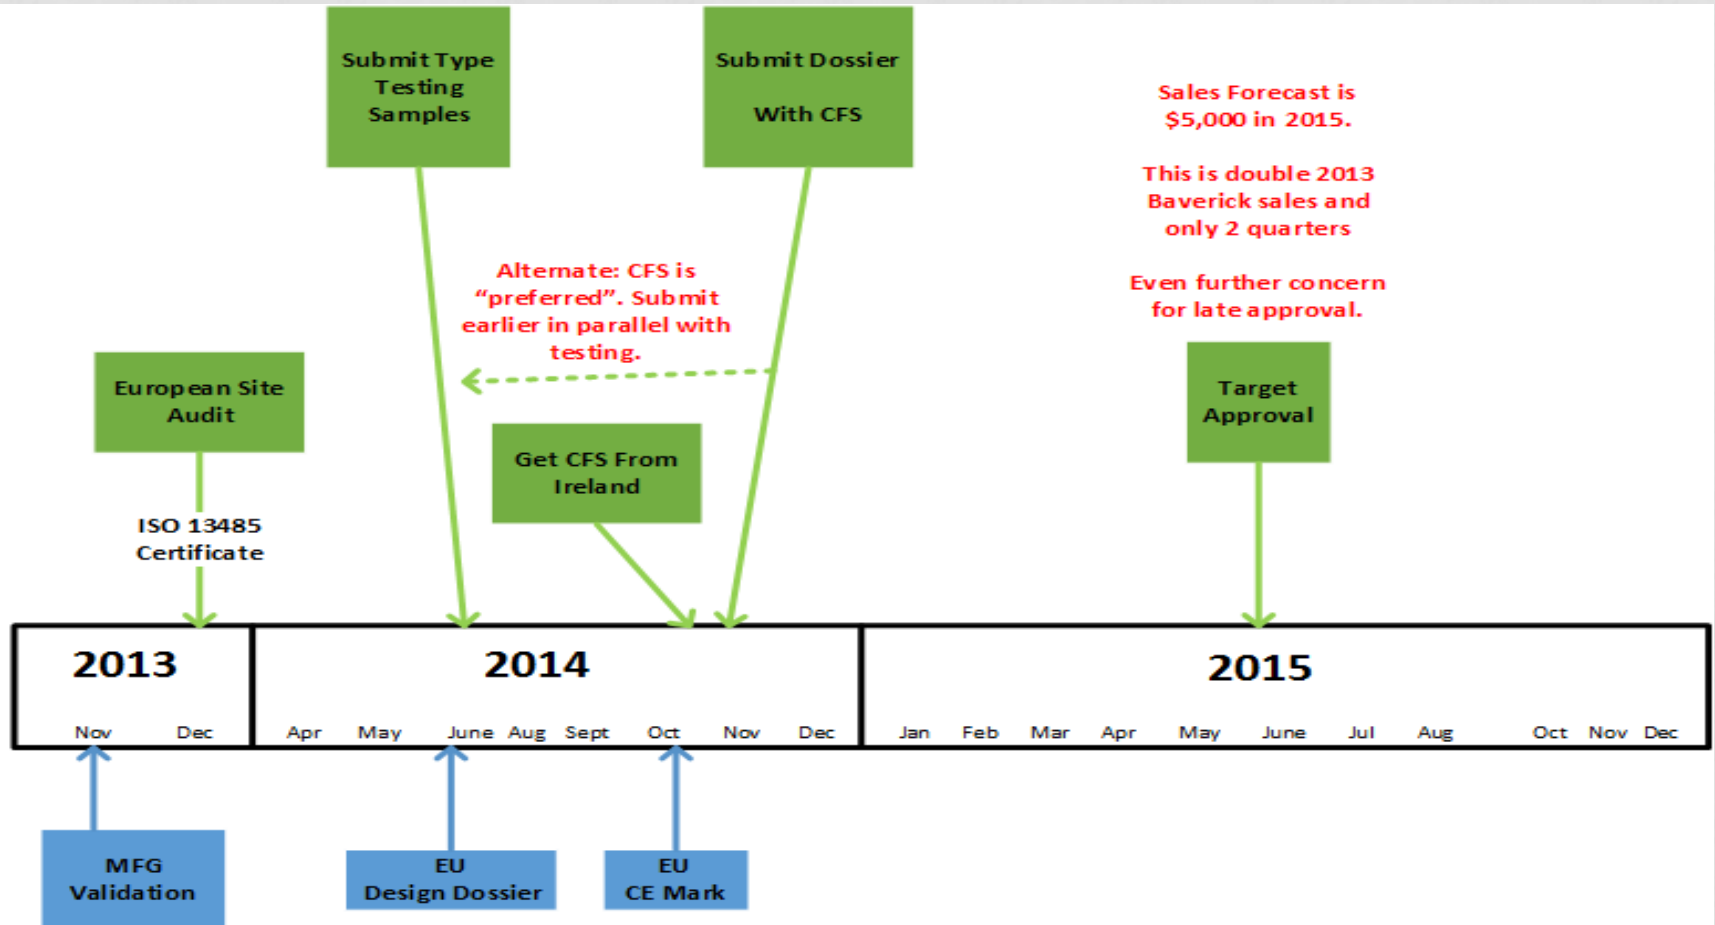 Submit Type
Testing
Samples
Submit Dossier
With CFS
Sales Forecast is
$5,000 in 2015.
This is double 2013
Baverick sales and
only 2 quarters
Even further concern
for late approval.
Alternate: CFS is
“preferred”. Submit
earlier in parallel with
testing.
European Site
Audit
Target
Approval
Get CFS From
Ireland
ISO 13485
Certificate
2013
2014
2015
Nov Dec Apr May June Aug Sept Oct Nov Dec Jan Feb Mar Apr May June Jul Aug Oct Nov Dec
MFG
Validation
EU
Design Dossier
EU
CE Mark